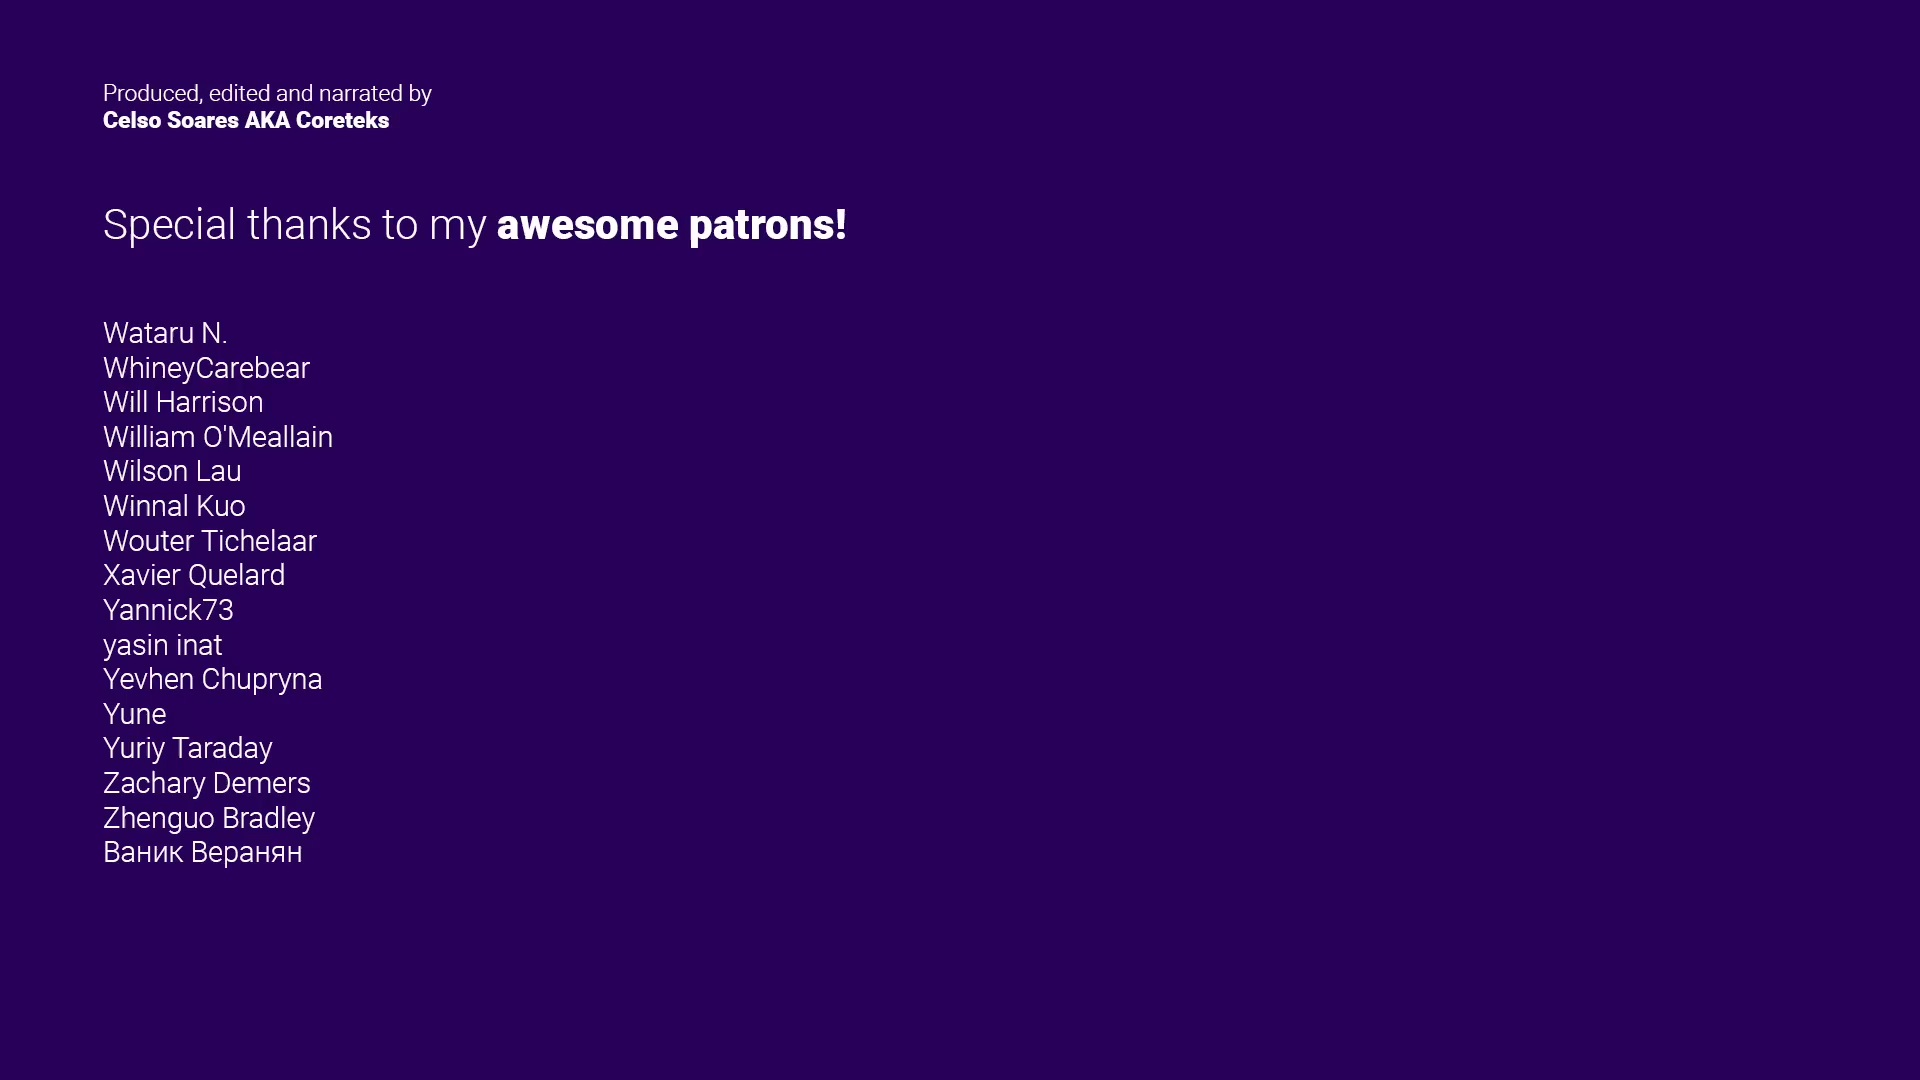 Produced, edited and narrated by
Celso Soares AKA Coreteks
Special thanks to my awesome patrons!
Wataru N.
WhineyCarebear
Will Harrison
William O'Meallain
Wilson Lau
Winnal Kuo
Wouter Tichelaar
Xavier Quelard
Yannick73
yasin inat
Yevhen Chupryna
Yune
Yuriy Taraday
Zachary Demers
Zhenguo Bradley
Ваник Веранян